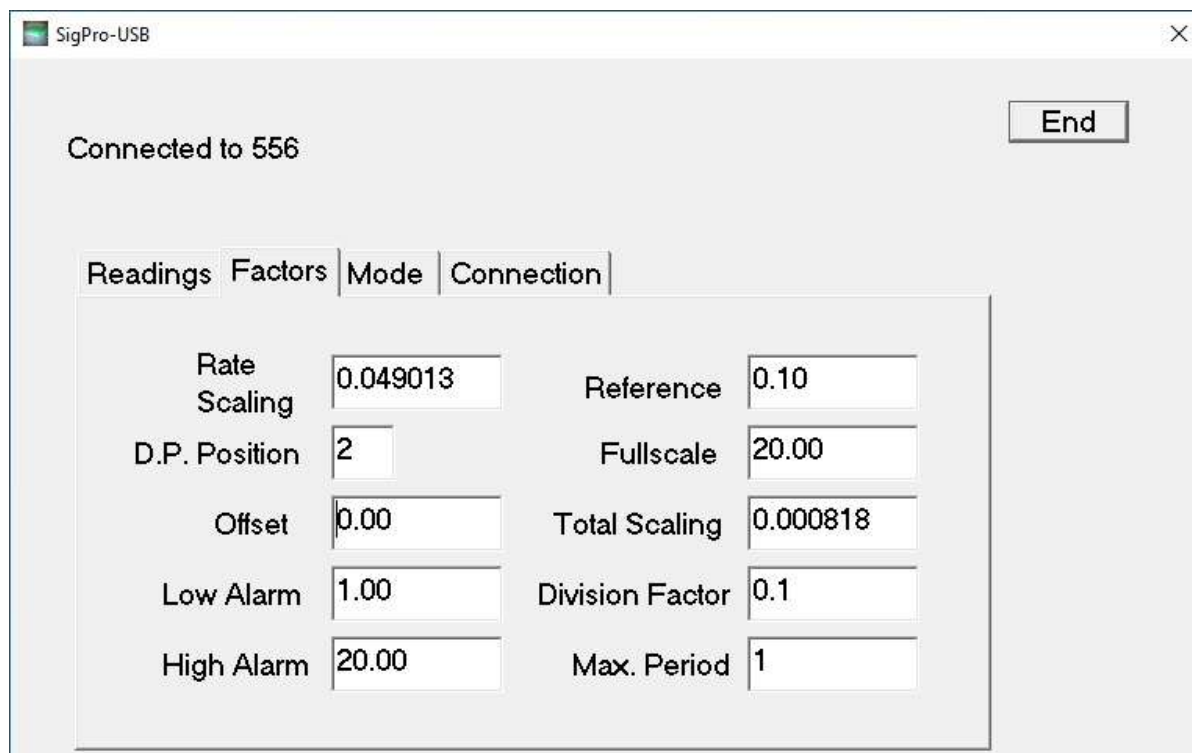 SigPro-USB
End
Connected to 556
Readings Factors Mode Connection
Rate Scaling 0.049013 Reference 0.10
D.P. Position 2 Fullscale 20.00
Offset 0.00 Total Scaling 0.000818
Low Alarm 1.00 Division Factor 0.1
High Alarm 20.00 Max. Period 1